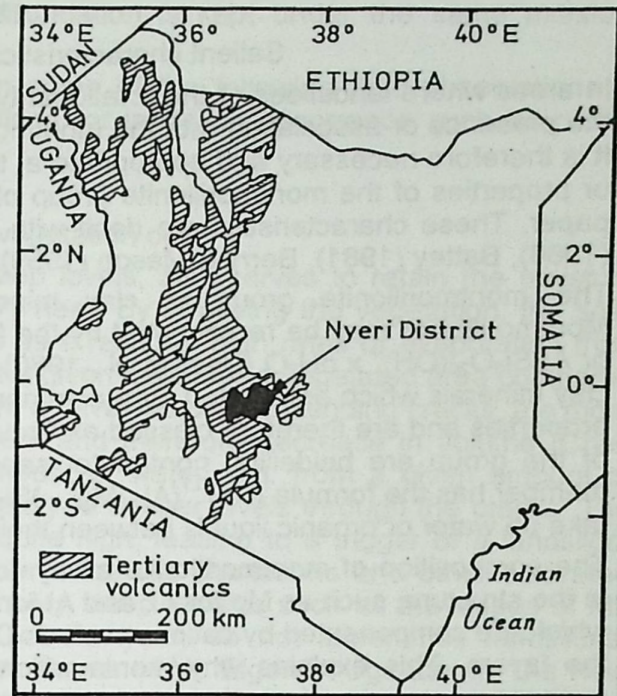 34°E 36° 38° 40°E
SUDAN
ETHIOPIA
4° 4°
UGANDA
2°N 2°
SOMALIA
Nyeri District
0°
TANZANIA
2°S
Tertiary
volcanics
Indian
Ocean
0 200 km
34°E 36° 38° 40°E